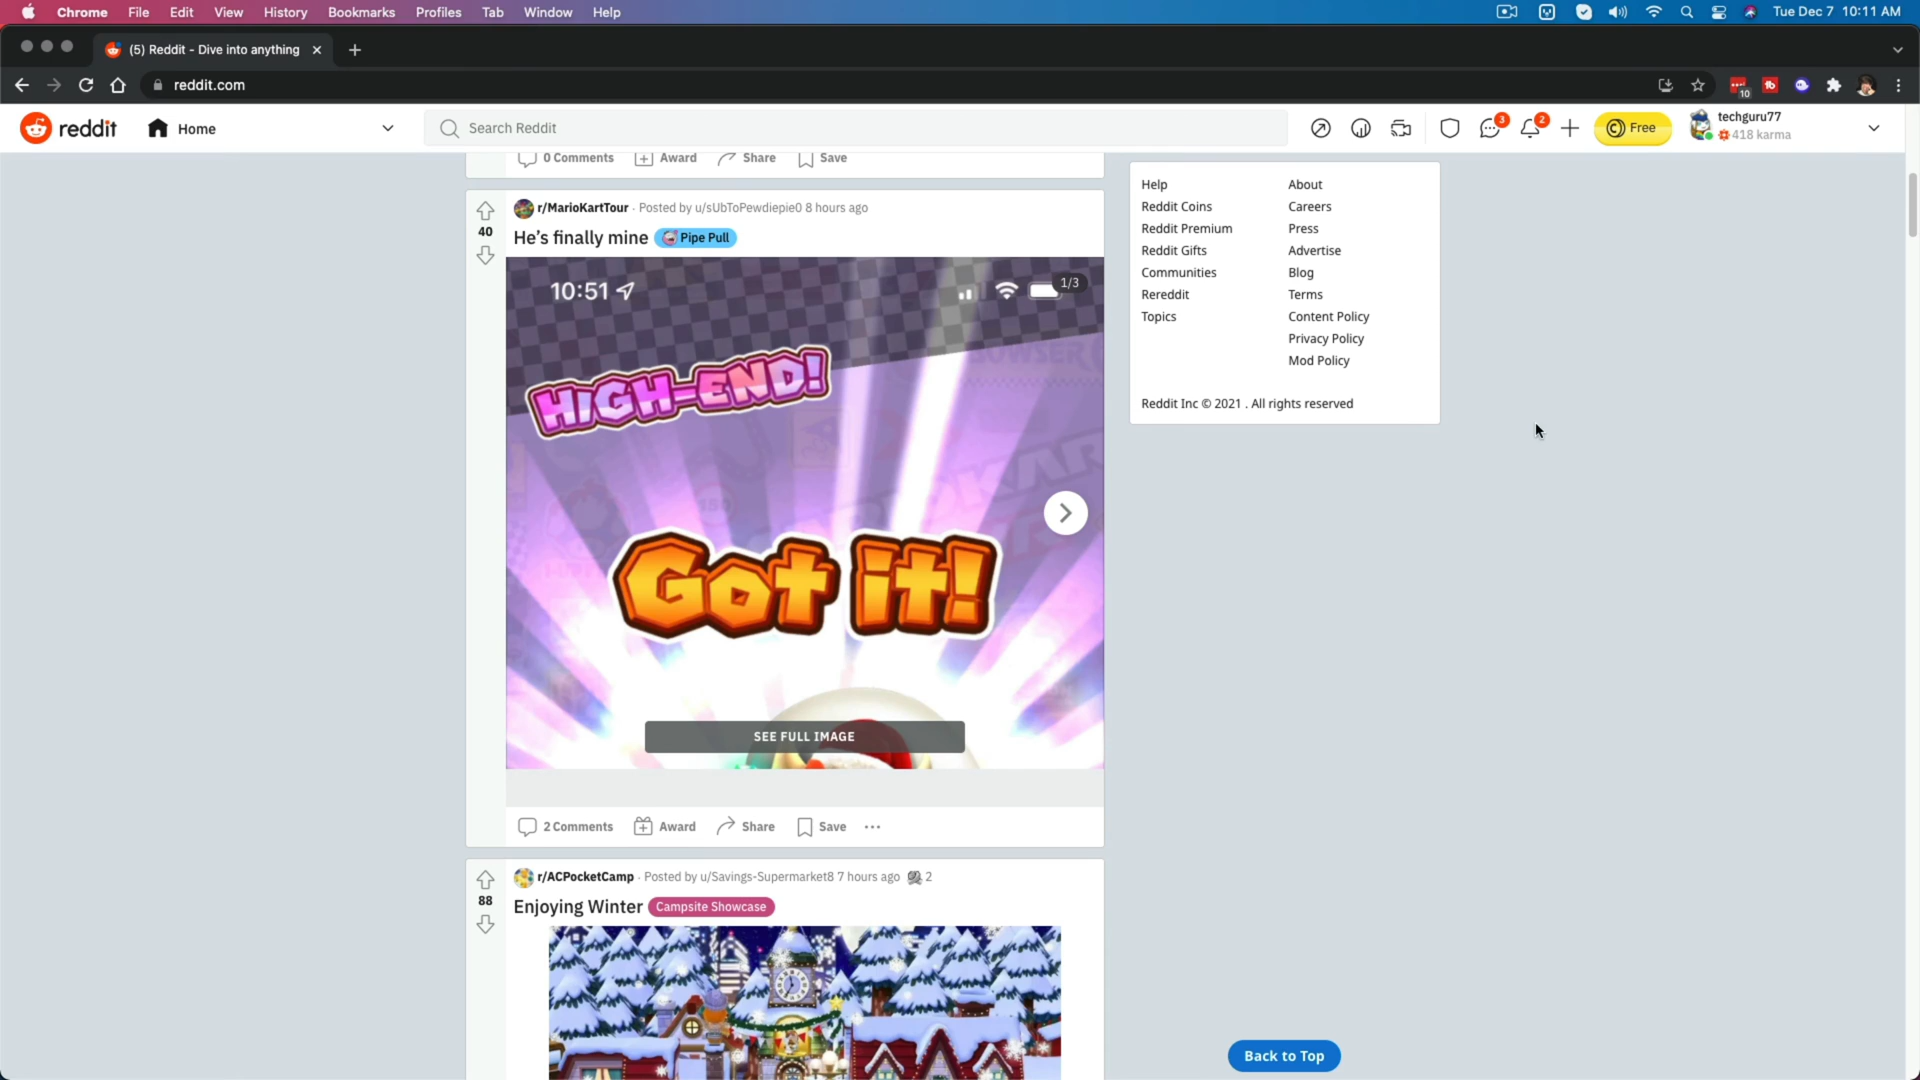 Chrome File Edit View History Bookmarks Profiles Tab Window Help Tue Dec 7 10:11 AM
(5) Reddit - Dive into anything
reddit.com 10
reddit Home Search Reddit 3 2 Free techguru77
418 karma
0 Comments Award Share Save
40
r/MarioKartTour · Posted by u/sUbToPewdiepie0 8 hours ago
He's finally mine Pipe Pull
10:51 1/3
HIGH-END!
Got it!
SEE FULL IMAGE
2 Comments Award Share Save ...
88
r/ACPocketCamp · Posted by u/Savings-Supermarket8 7 hours ago 2
Enjoying Winter Campsite Showcase
Help About
Reddit Coins Careers
Reddit Premium Press
Reddit Gifts Advertise
Communities Blog
Rereddit Terms
Topics Content Policy
Privacy Policy
Mod Policy
Reddit Inc © 2021 . All rights reserved
Back to Top